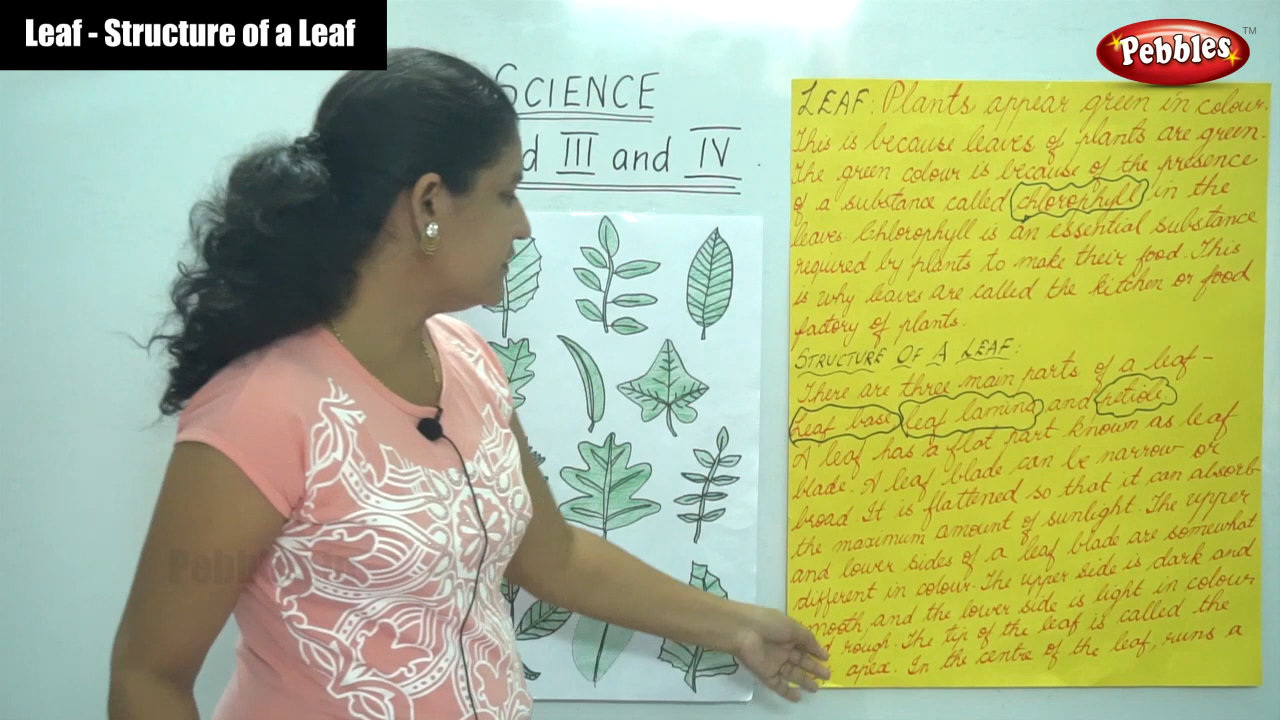 Leaf - Structure of a Leaf
Pebbles
TM
SCIENCE
III and IV
LEAF: Plants appear green in colour.
This is because leaves of plants are green.
The green colour is because of the presence
of a substance called chlorophyll in the
leaves. Chlorophyll is an essential substance
required by plants to make their food. This
is why leaves are called the kitchen or food
factory of plants.
STRUCTURE OF A LEAF:
There are three main parts of a leaf -
Leaf base, leaf lamina and petiole.
A leaf has a flat part known as leaf
blade. A leaf blade can be narrow or
broad. It is flattened so that it can absorb
the maximum amount of sunlight. The upper
and lower sides of a leaf blade are somewhat
different in colour. The upper side is dark and
smooth, and the lower side is light in colour
rough. The tip of the leaf is called the
apex. In the centre of the leaf, runs a
Pebbles